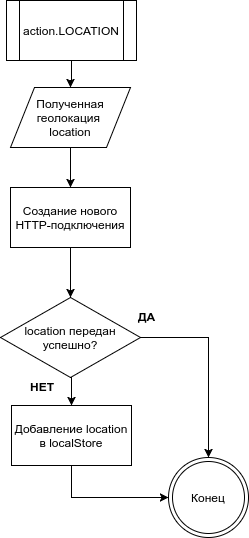 action.LOCATION
Полученная
геолокация
location
Создание нового
HTTP-подключения
location передан
успешно?
ДА
НЕТ
Добавление location
в localStore
Конец